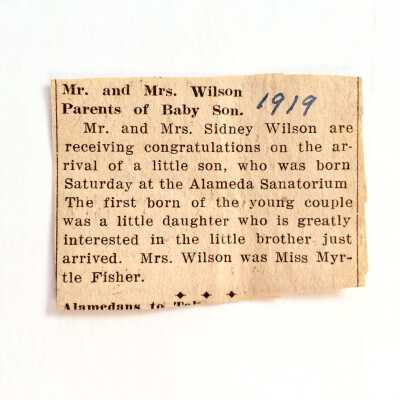 Mr. and Mrs. Wilson
Parents of Baby Son. 1919
Mr. and Mrs. Sidney Wilson are
receiving congratulations on the ar-
rival of a little son, who was born
Saturday at the Alameda Sanatorium
The first born of the young couple
was a little daughter who is greatly
interested in the little brother just
arrived. Mrs. Wilson was Miss Myr-
tle Fisher.
Alamedans to